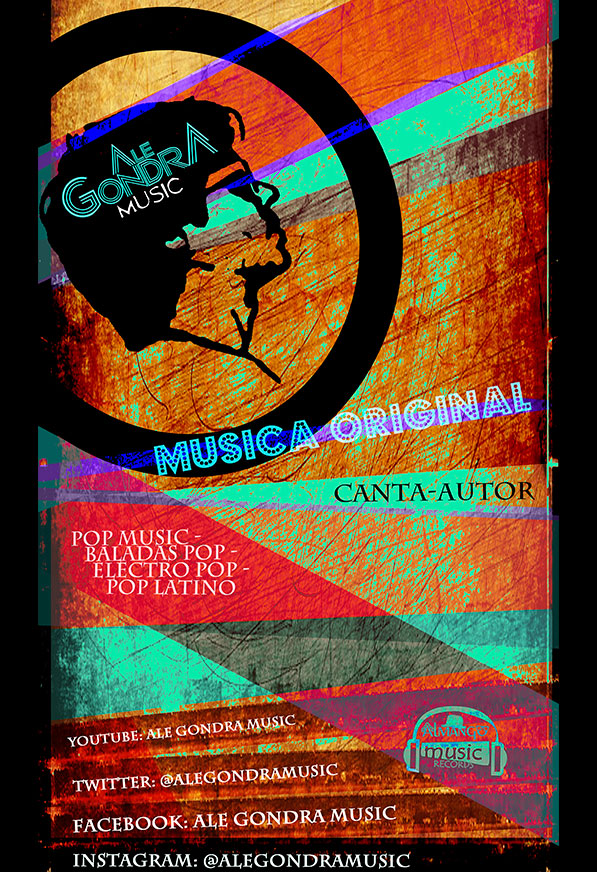 ALE
GONDRA
MUSIC
MUSICA ORIGINAL
CANTA-AUTOR
POP MUSIC -
BALADAS POP -
ELECTRO POP -
POP LATINO
YOUTUBE: ALE GONDRA MUSIC
TWITTER: @ALEGONDRAMUSIC
FACEBOOK: ALE GONDRA MUSIC
INSTAGRAM: @ALEGONDRAMUSIC
music
RECORDS